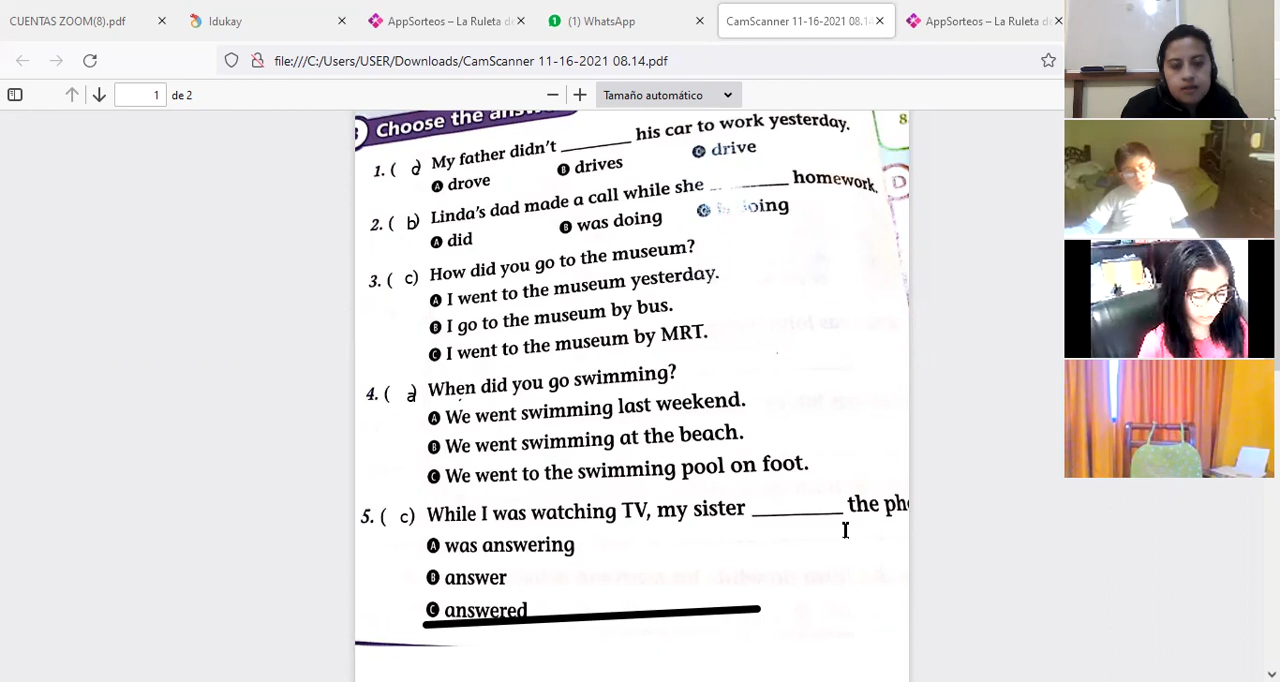 CUENTAS ZOOM(8).pdf
Idukay
AppSorteos – La Ruleta d
(1) WhatsApp
CamScanner 11-16-2021 08.1
AppSorteos – La Ruleta d
file:///C:/Users/USER/Downloads/CamScanner 11-16-2021 08.14.pdf
1 de 2
Tamaño automático
Choose the
8
1. ( a) My father didn't ______ his car to work yesterday.
A drove B drives C drive
2. ( b) Linda's dad made a call while she ______ homework.
D
A did B was doing C doing
3. ( c) How did you go to the museum?
A I went to the museum yesterday.
B I go to the museum by bus.
C I went to the museum by MRT.
4. ( a) When did you go swimming?
A We went swimming last weekend.
B We went swimming at the beach.
C We went to the swimming pool on foot.
5. ( c) While I was watching TV, my sister ______ the ph
A was answering
B answer
C answered